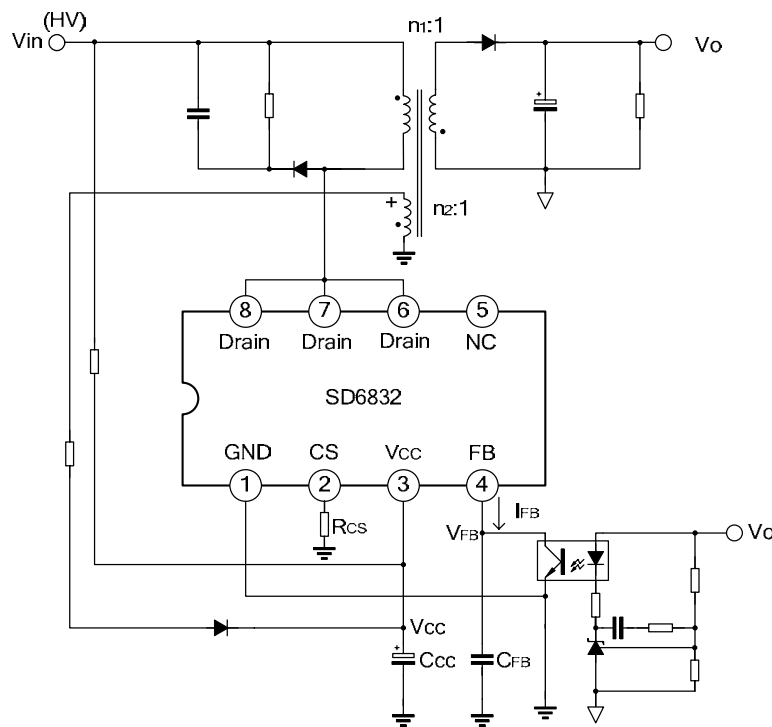 (HV)
Vin
n1:1
Vo
+
+
n2:1
8 7 6 5
Drain Drain Drain NC
SD6832
GND CS VCC FB
1 2 3 4
RCS
IFB
VFB
Vo
VCC
+
CCC
CFB